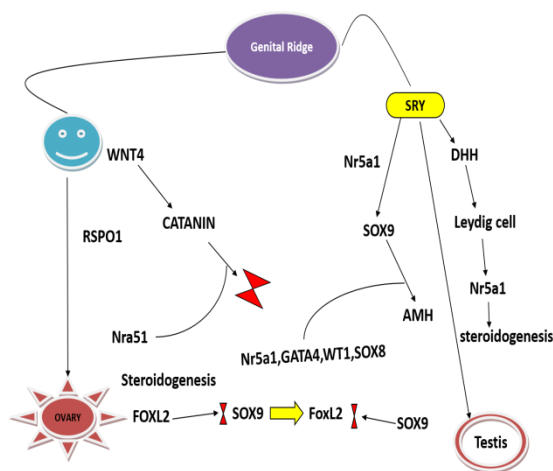 Genital Ridge
SRY
WNT4
Nr5a1
DHH
RSPO1
CATANIN
SOX9
Leydig cell
Nr5a1
AMH
Nra51
steroidogenesis
Nr5a1,GATA4,WT1,SOX8
Steroidogenesis
OVARY
FOXL2
SOX9
FoxL2
SOX9
Testis